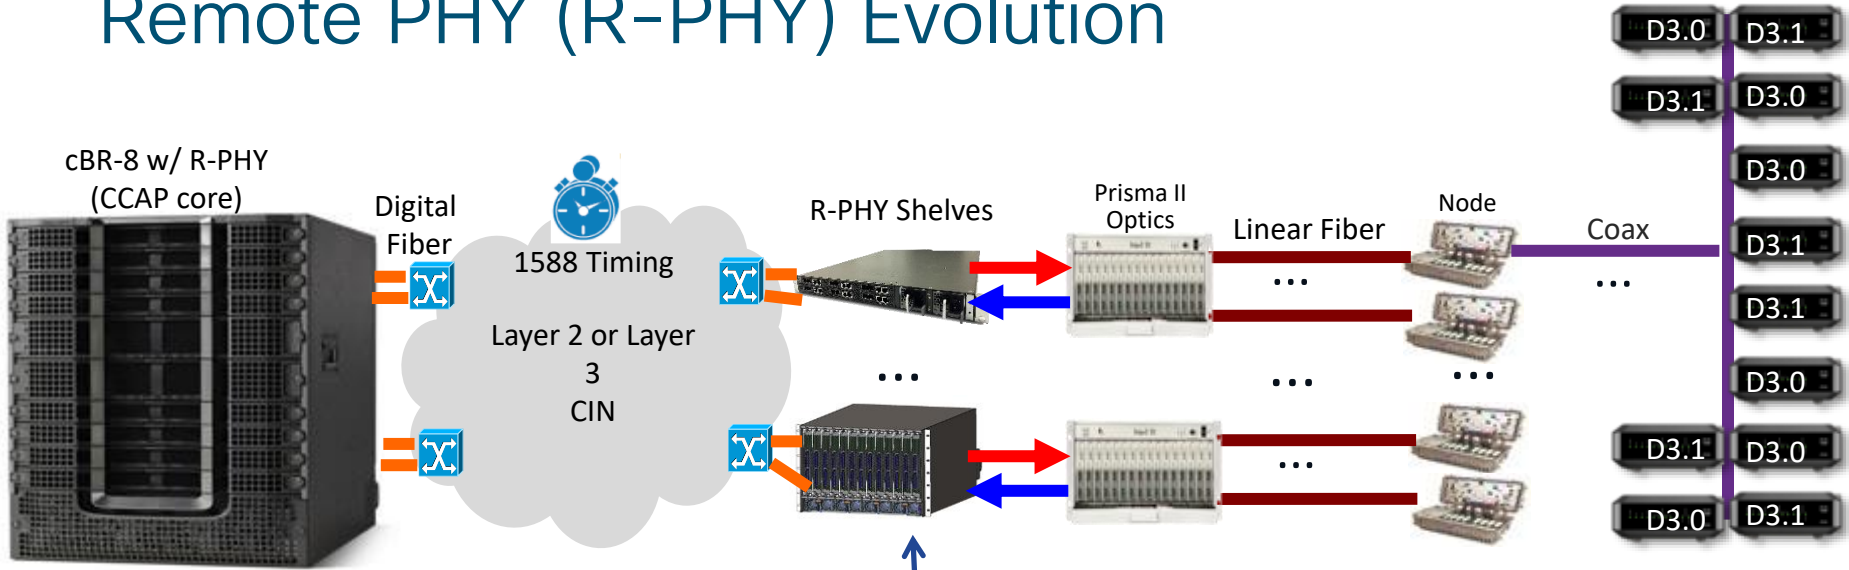 Remote PHY (R-PHY) Evolution
cBR-8 w/ R-PHY
(CCAP core)
Digital
Fiber
1588 Timing
Layer 2 or Layer
3
CIN
R-PHY Shelves
...
Prisma II
Optics
Linear Fiber
...
...
...
Node
...
Coax
...
D3.0 D3.1
D3.1 D3.0
D3.0
D3.1
D3.1
D3.0
D3.1 D3.0
D3.0 D3.1